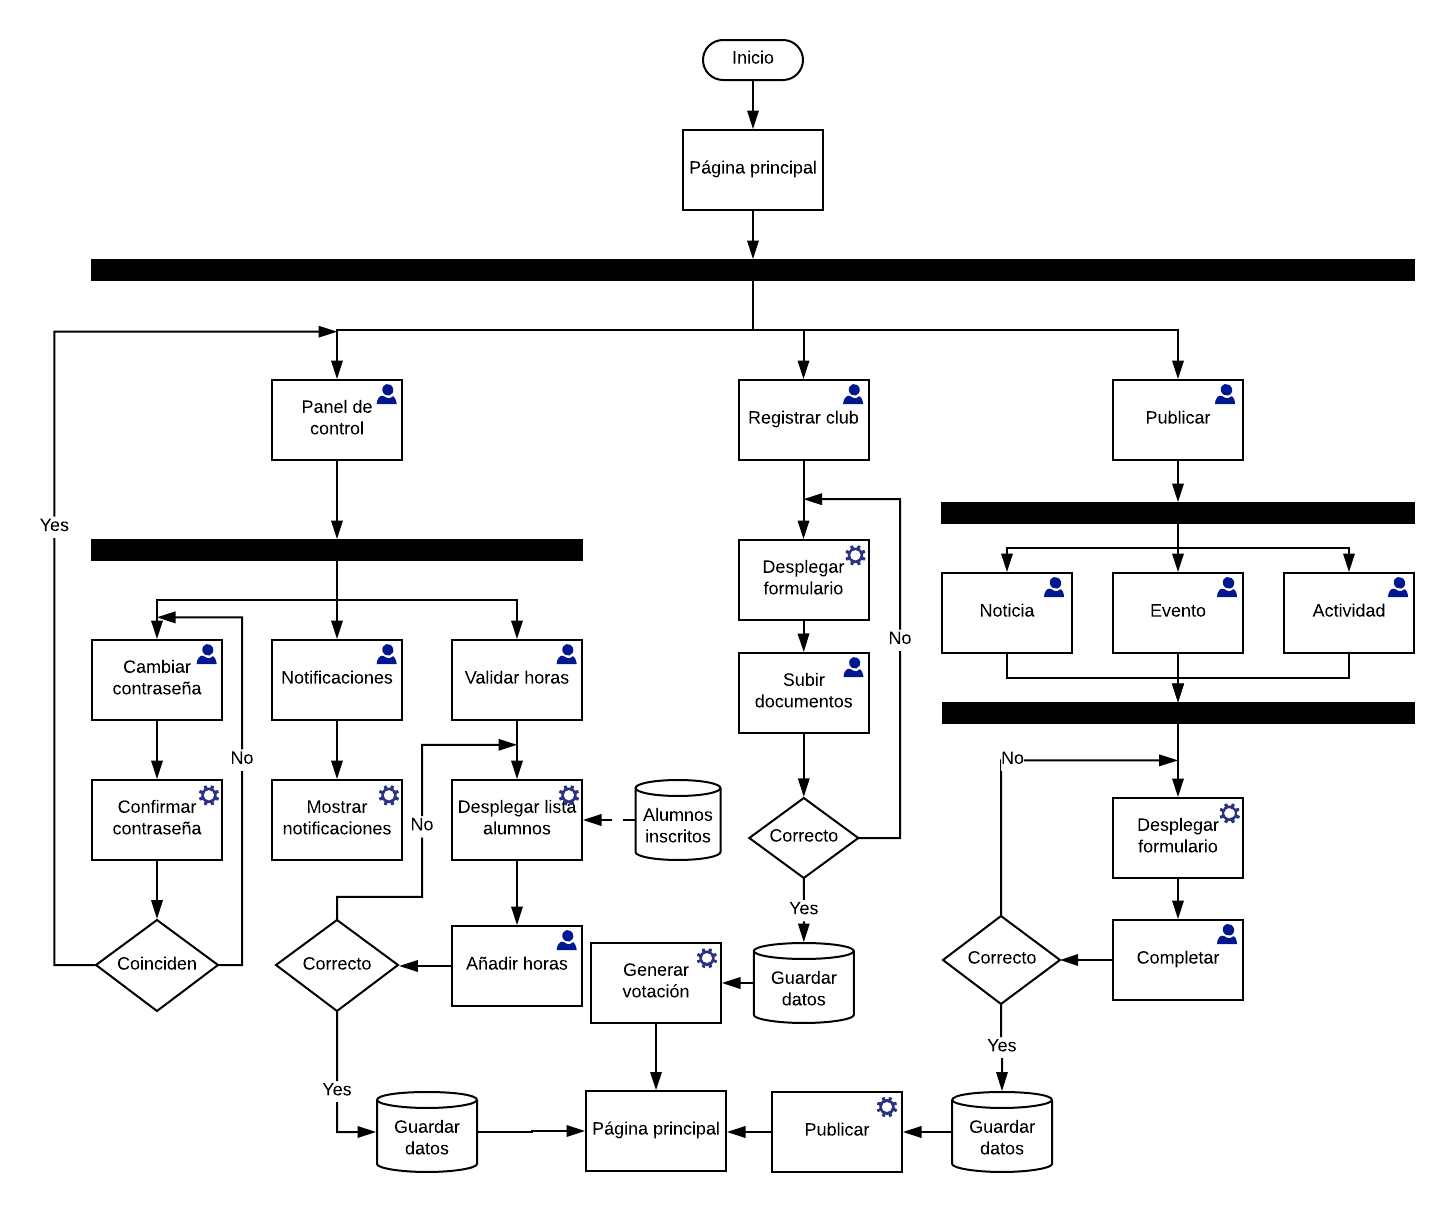 Inicio
Página principal
Panel de
control
Registrar club
Publicar
Yes
Desplegar
formulario
Noticia
Evento
Actividad
No
Cambiar
contraseña
Notificaciones
Validar horas
Subir
documentos
No
No
Confirmar
contraseña
Mostrar
notificaciones
No
Desplegar lista
alumnos
Alumnos
inscritos
Correcto
Desplegar
formulario
Yes
Coinciden
Correcto
Añadir horas
Generar
votación
Guardar
datos
Correcto
Completar
Yes
Yes
Guardar
datos
Página principal
Publicar
Guardar
datos